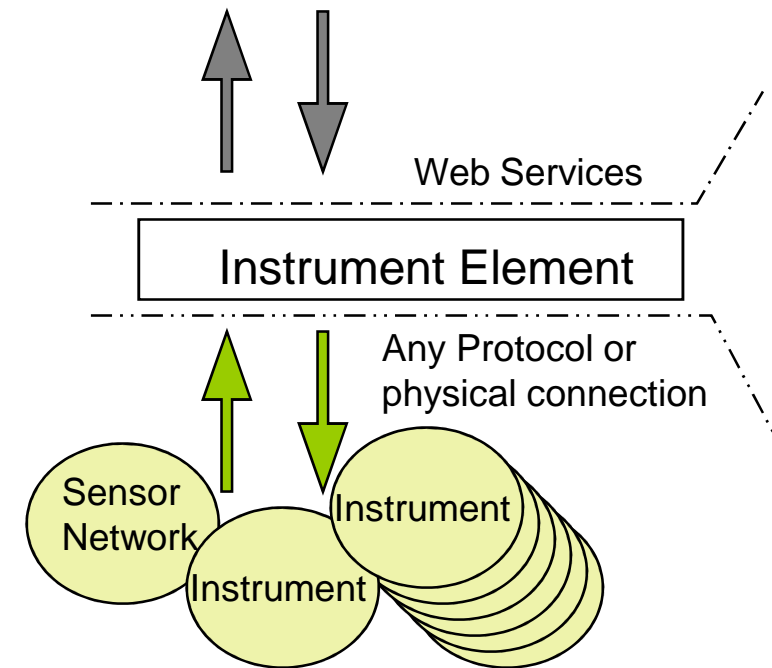 Web Services
Instrument Element
Any Protocol or
physical connection
Sensor
Network
Instrument
Instrument